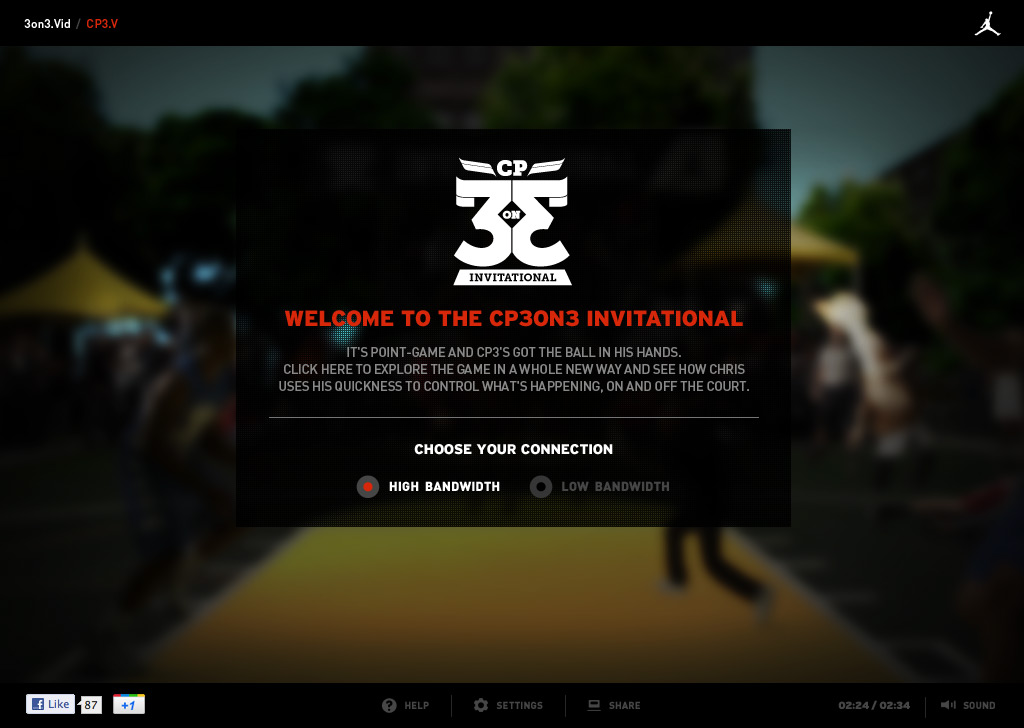 3on3.Vid / CP3.V
CP
3 ON 3
INVITATIONAL
WELCOME TO THE CP3ON3 INVITATIONAL
IT'S POINT-GAME AND CP3'S GOT THE BALL IN HIS HANDS.
CLICK HERE TO EXPLORE THE GAME IN A WHOLE NEW WAY AND SEE HOW CHRIS
USES HIS QUICKNESS TO CONTROL WHAT'S HAPPENING, ON AND OFF THE COURT.
CHOOSE YOUR CONNECTION
HIGH BANDWIDTH LOW BANDWIDTH
Like 87 +1 HELP SETTINGS SHARE 02:24 / 02:34 SOUND